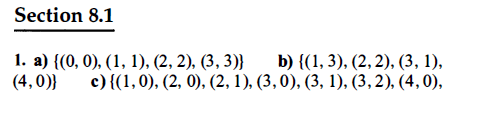 Section 8.1
1. a) {(0, 0), (1, 1), (2, 2), (3, 3)} b) {(1, 3), (2, 2), (3, 1),
(4, 0)} c) {(1, 0), (2, 0), (2, 1), (3, 0), (3, 1), (3, 2), (4, 0),